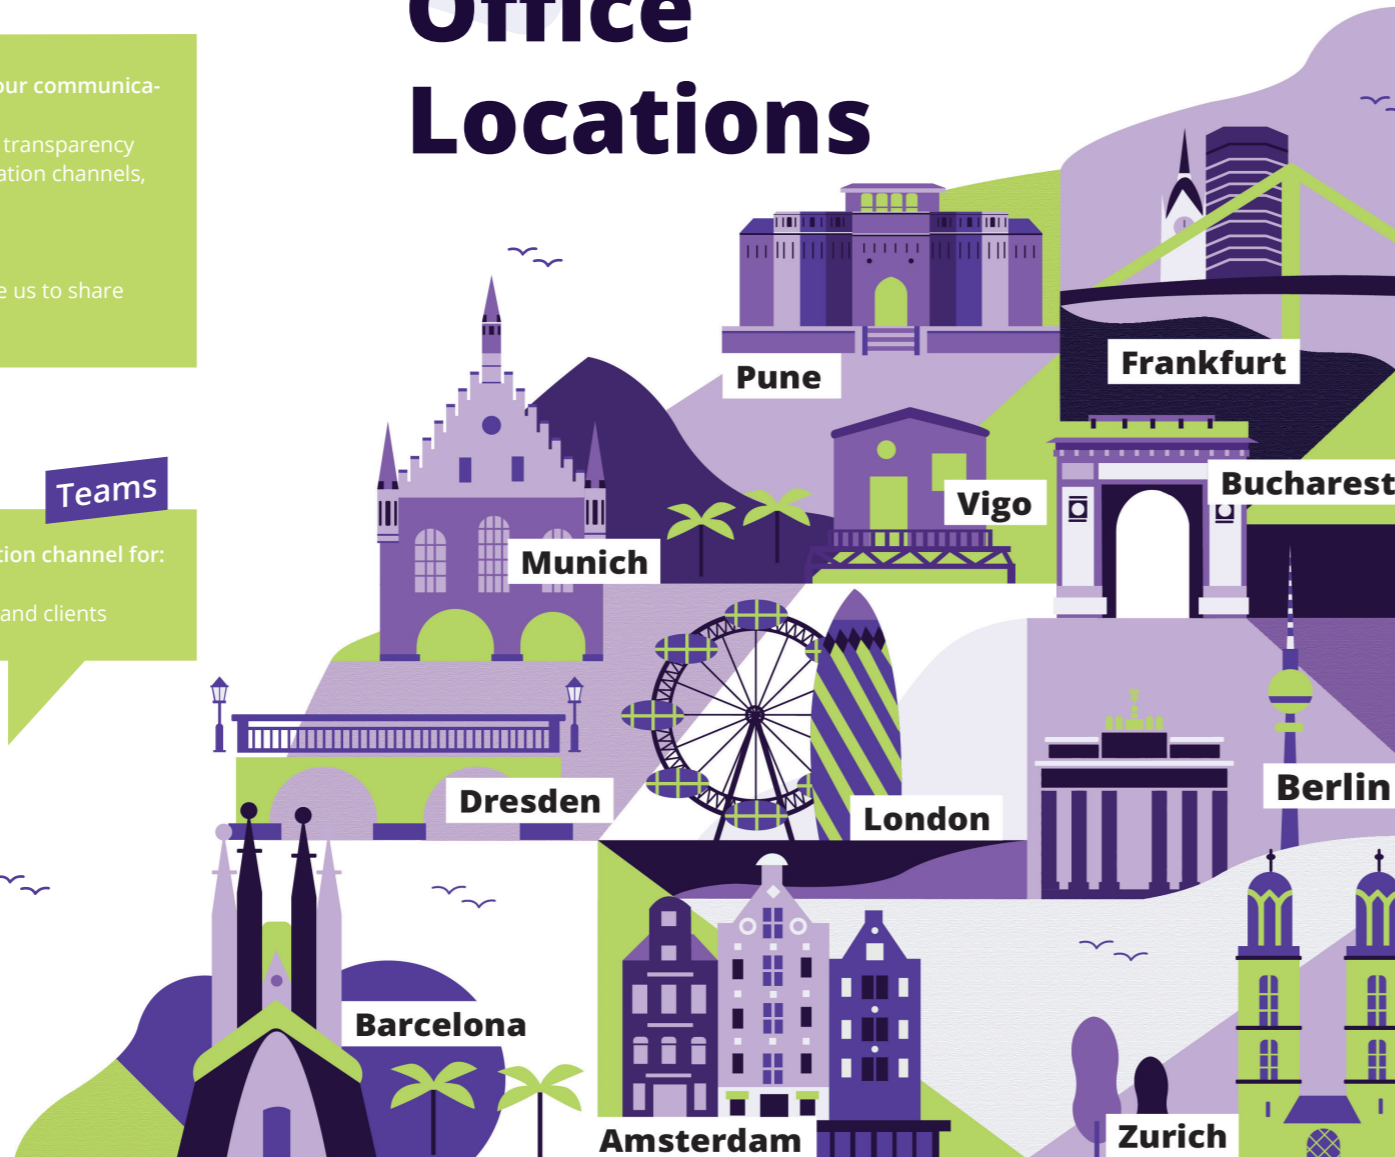 Office
Locations
our communica-
transparency
ation channels,
e us to share
Teams
tion channel for:
and clients
Pune
Frankfurt
Vigo
Bucharest
Munich
Dresden
London
Berlin
Barcelona
Amsterdam
Zurich